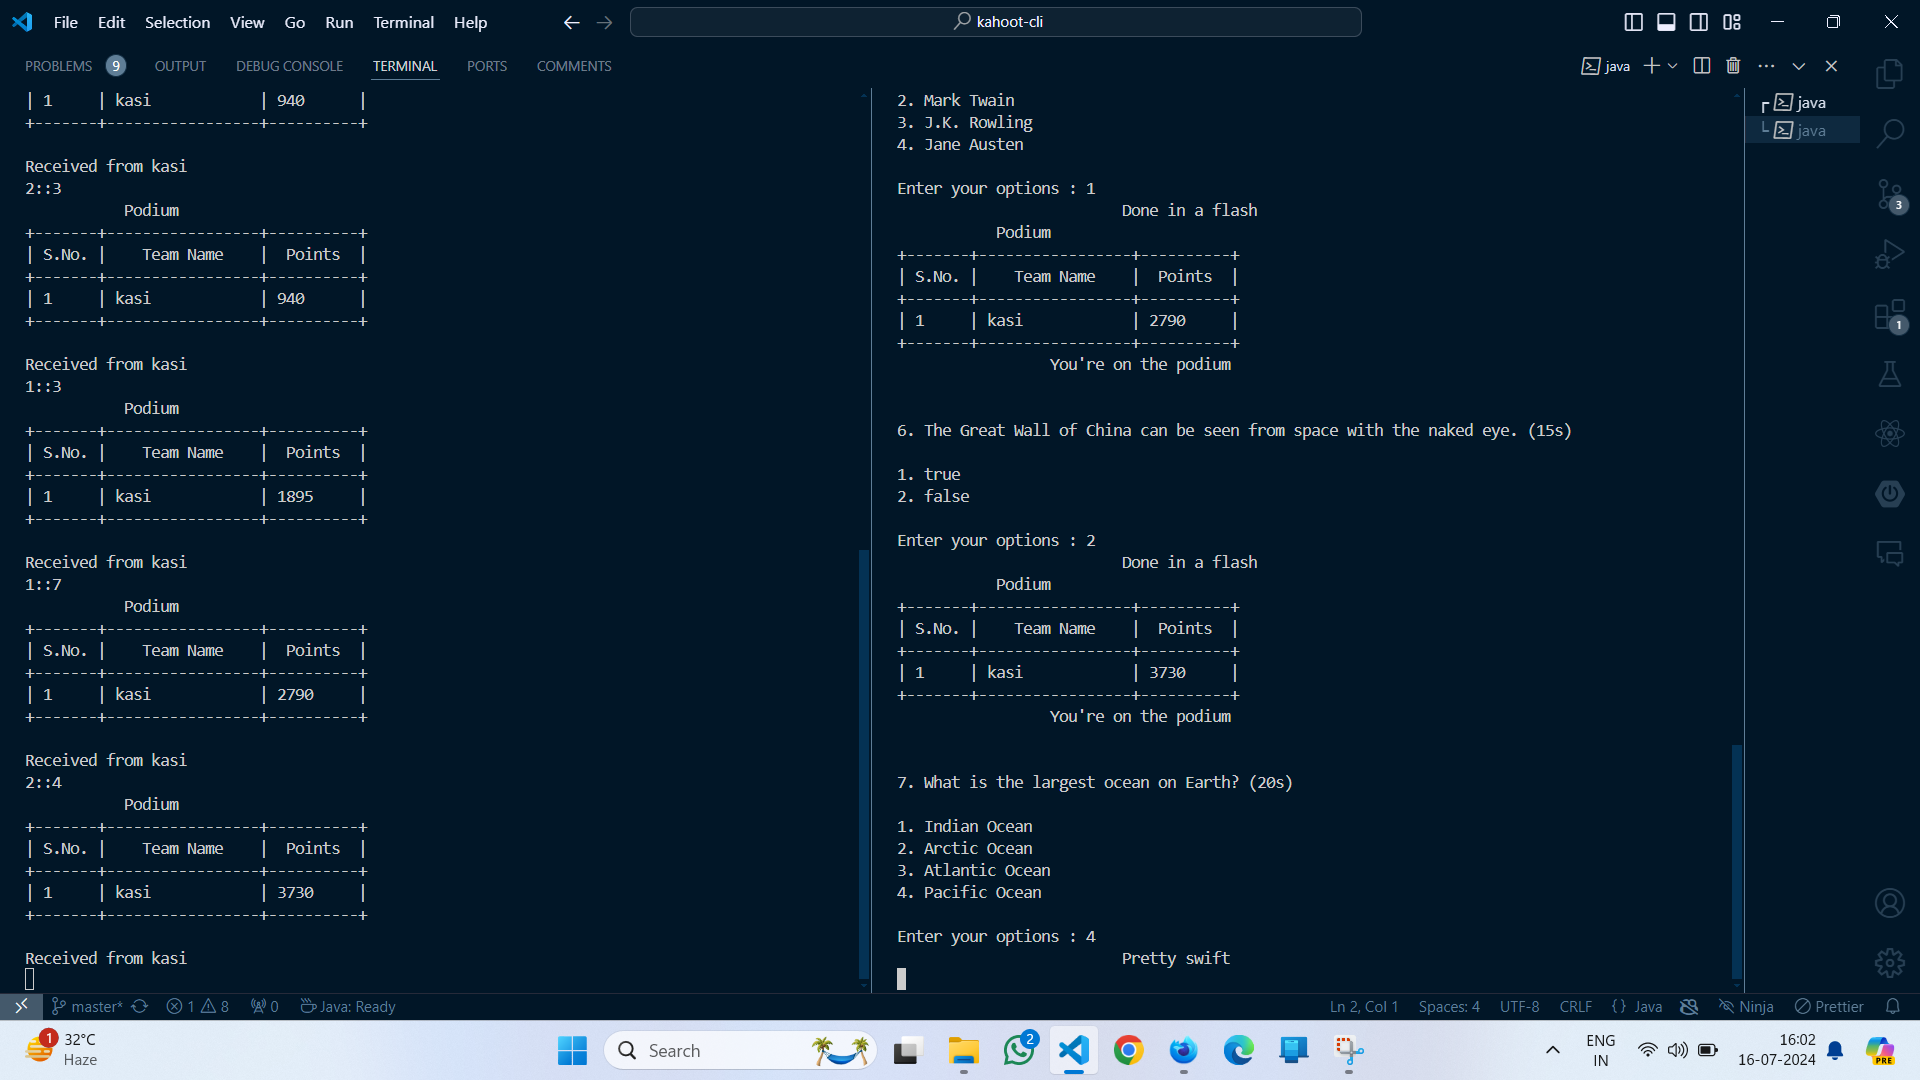 File Edit Selection View Go Run Terminal Help
kahoot-cli
PROBLEMS 9 OUTPUT DEBUG CONSOLE TERMINAL PORTS COMMENTS
java
| 1     | kasi            | 940      |
+-------+-----------------+----------+
Received from kasi
2::3
Podium
+-------+-----------------+----------+
| S.No. |    Team Name    |  Points  |
+-------+-----------------+----------+
| 1     | kasi            | 940      |
+-------+-----------------+----------+
Received from kasi
1::3
Podium
+-------+-----------------+----------+
| S.No. |    Team Name    |  Points  |
+-------+-----------------+----------+
| 1     | kasi            | 1895     |
+-------+-----------------+----------+
Received from kasi
1::7
Podium
+-------+-----------------+----------+
| S.No. |    Team Name    |  Points  |
+-------+-----------------+----------+
| 1     | kasi            | 2790     |
+-------+-----------------+----------+
Received from kasi
2::4
Podium
+-------+-----------------+----------+
| S.No. |    Team Name    |  Points  |
+-------+-----------------+----------+
| 1     | kasi            | 3730     |
+-------+-----------------+----------+
Received from kasi
2. Mark Twain
3. J.K. Rowling
4. Jane Austen
Enter your options : 1
Done in a flash
Podium
+-------+-----------------+----------+
| S.No. |    Team Name    |  Points  |
+-------+-----------------+----------+
| 1     | kasi            | 2790     |
+-------+-----------------+----------+
You're on the podium
6. The Great Wall of China can be seen from space with the naked eye. (15s)
1. true
2. false
Enter your options : 2
Done in a flash
Podium
+-------+-----------------+----------+
| S.No. |    Team Name    |  Points  |
+-------+-----------------+----------+
| 1     | kasi            | 3730     |
+-------+-----------------+----------+
You're on the podium
7. What is the largest ocean on Earth? (20s)
1. Indian Ocean
2. Arctic Ocean
3. Atlantic Ocean
4. Pacific Ocean
Enter your options : 4
Pretty swift
java
java
3
1
master* 1 8 0 Java: Ready
Ln 2, Col 1 Spaces: 4 UTF-8 CRLF {} Java Ninja Prettier
1 32°C
Haze
Search
2
ENG
IN
16:02
16-07-2024
PRE